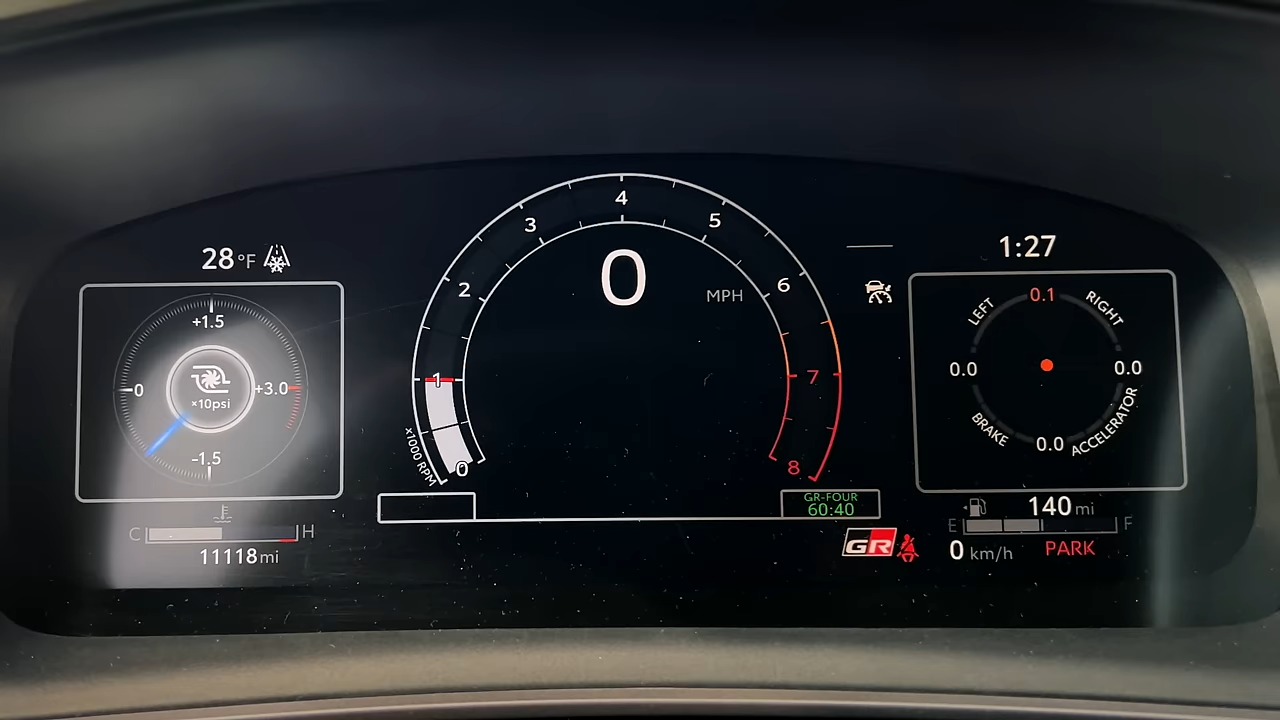 28°F
1:27
+1.5
-0
+3.0
×10psi
-1.5
C
H
11118 mi
0
1
2
3
4
5
6
7
8
×1000 RPM
0
MPH
GR-FOUR
60:40
GR
LEFT
0.1
RIGHT
0.0
0.0
BRAKE
0.0
ACCELERATOR
140 mi
E
F
0 km/h
PARK